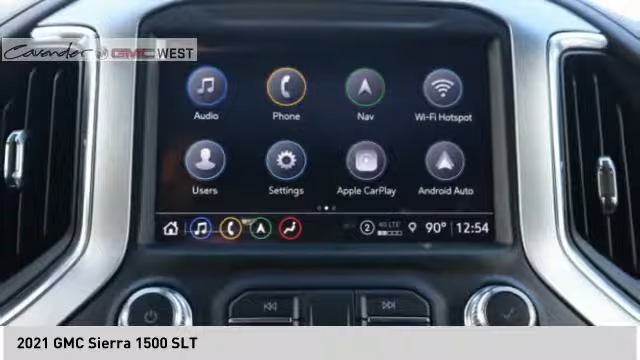 Cavender GMC WEST
Audio Phone Nav Wi-Fi Hotspot
Users Settings Apple CarPlay Android Auto
2 4G LTE 90° 12:54
2021 GMC Sierra 1500 SLT